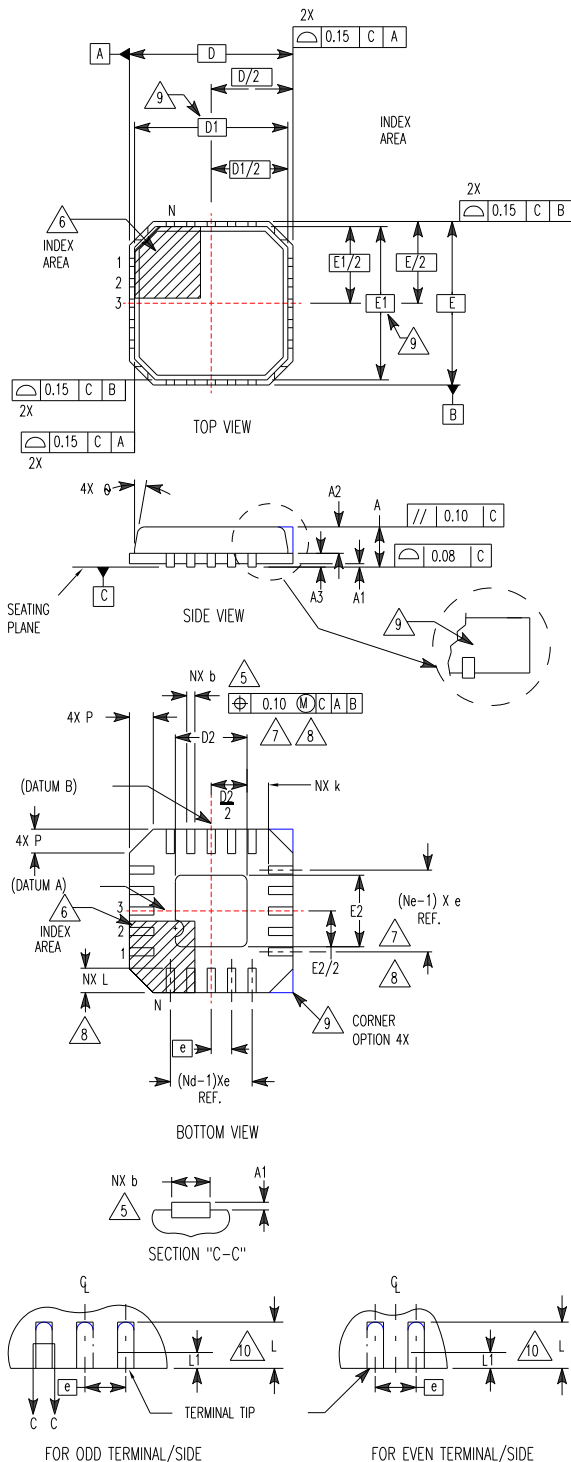 2X
0.15 C A
A
D
D/2
9
D1
INDEX
AREA
D1/2
2X
0.15 C B
6
N
INDEX
AREA
1
2
3
E1/2
E/2
E1
E
9
0.15 C B
2X
B
0.15 C A
2X
TOP VIEW
4X θ
A2
A
// 0.10 C
0.08 C
C
A3
A1
SEATING
PLANE
SIDE VIEW
9
NX b
5
0.10 M C A B
4X P
D2
7
8
(DATUM B)
D2
2
NX k
4X P
(DATUM A)
6
INDEX
AREA
3
2
1
E2
(Ne-1) X e
REF.
7
E2/2
8
NX L
8
N
9
CORNER
OPTION 4X
e
(Nd-1)Xe
REF.
BOTTOM VIEW
NX b
A1
5
SECTION "C-C"
CL
CL
L
10
L1
L
10
L1
e
e
C C
TERMINAL TIP
FOR ODD TERMINAL/SIDE
FOR EVEN TERMINAL/SIDE